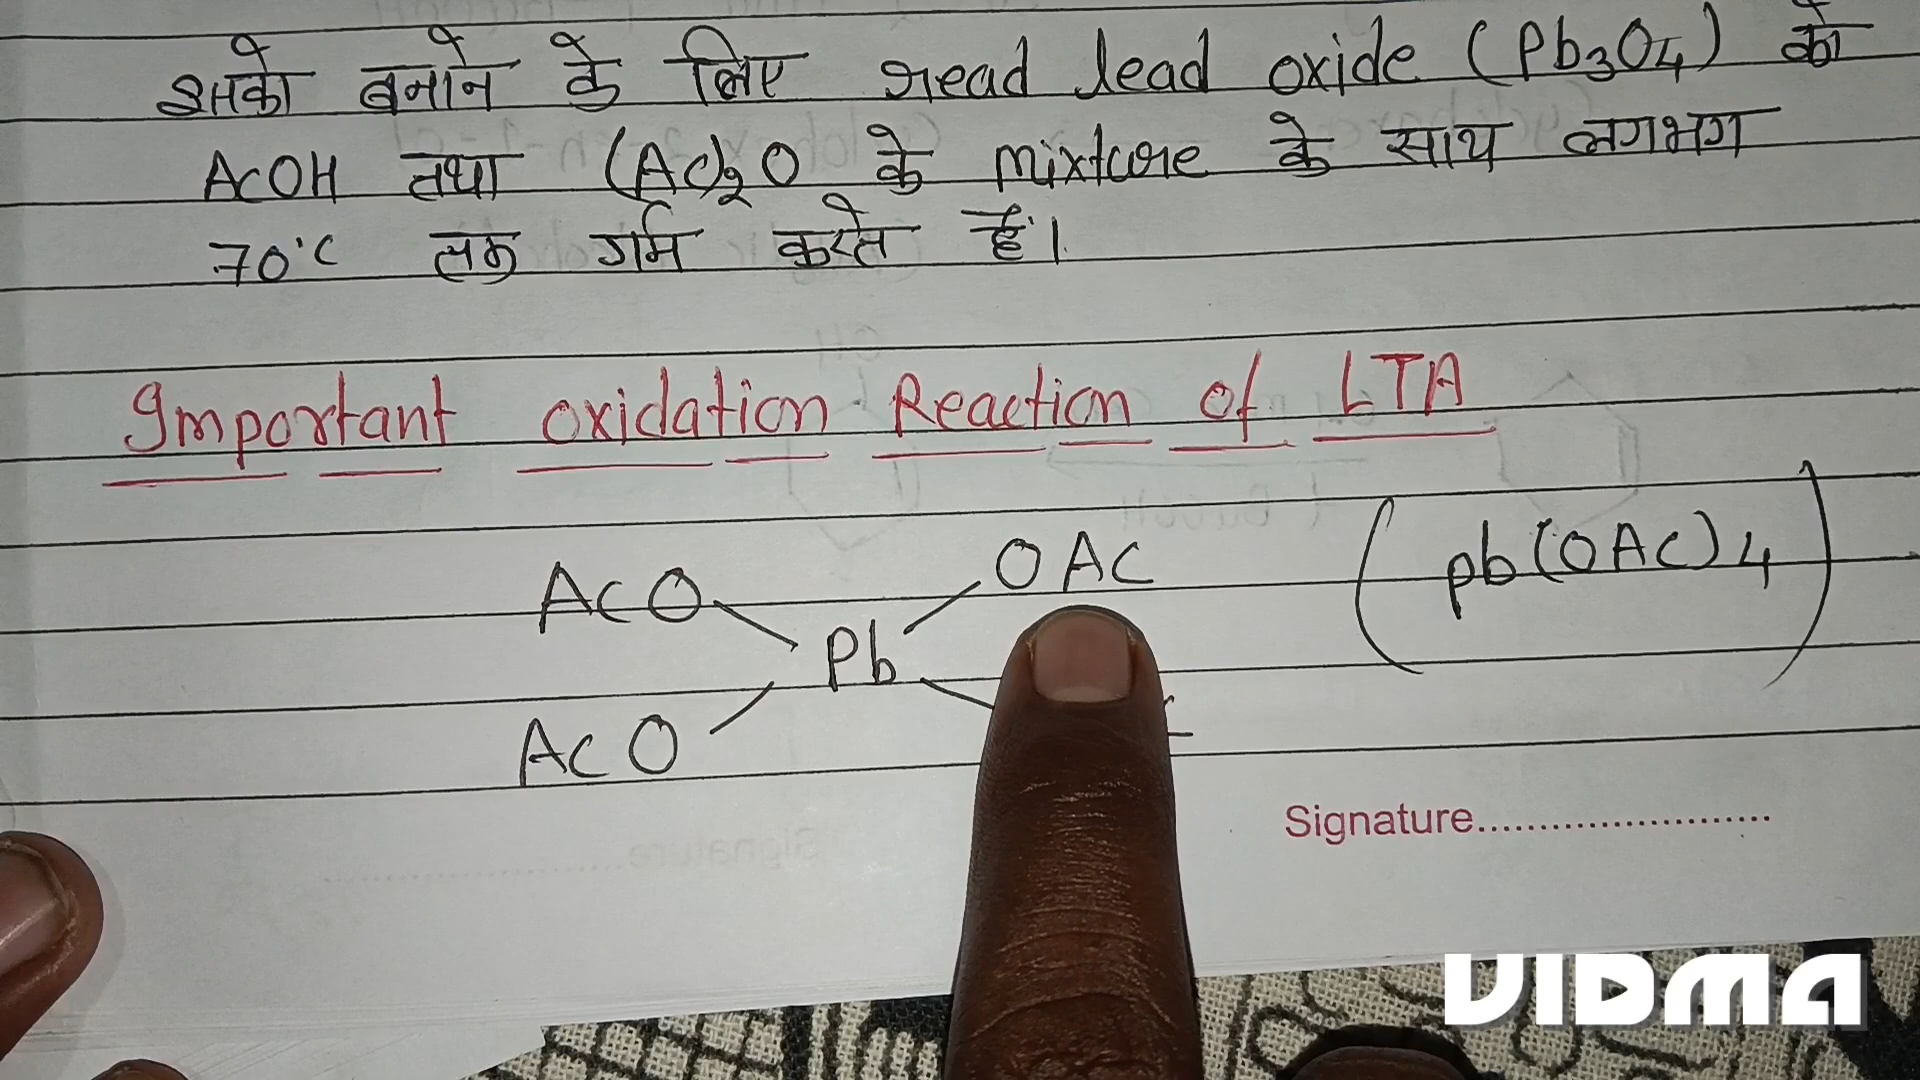 इसको बनाने के लिए read lead oxide (Pb3O4) को
AcOH तथा (Ac)2O के mixture के साथ लगभग
70°C तक गर्म करते हैं।
Important oxidation Reaction of LTA
AcO OAC (pb(OAC)4)
Pb
AcO
Signature........................
VIDMA